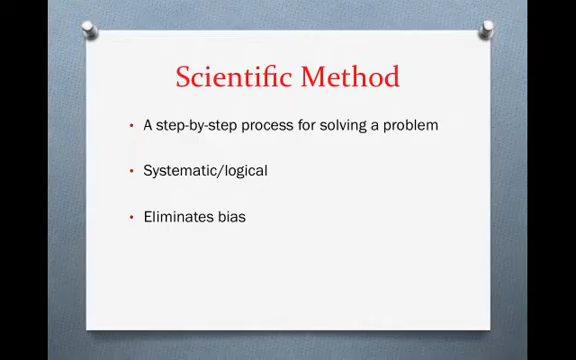 Scientific Method
• A step-by-step process for solving a problem
• Systematic/logical
• Eliminates bias